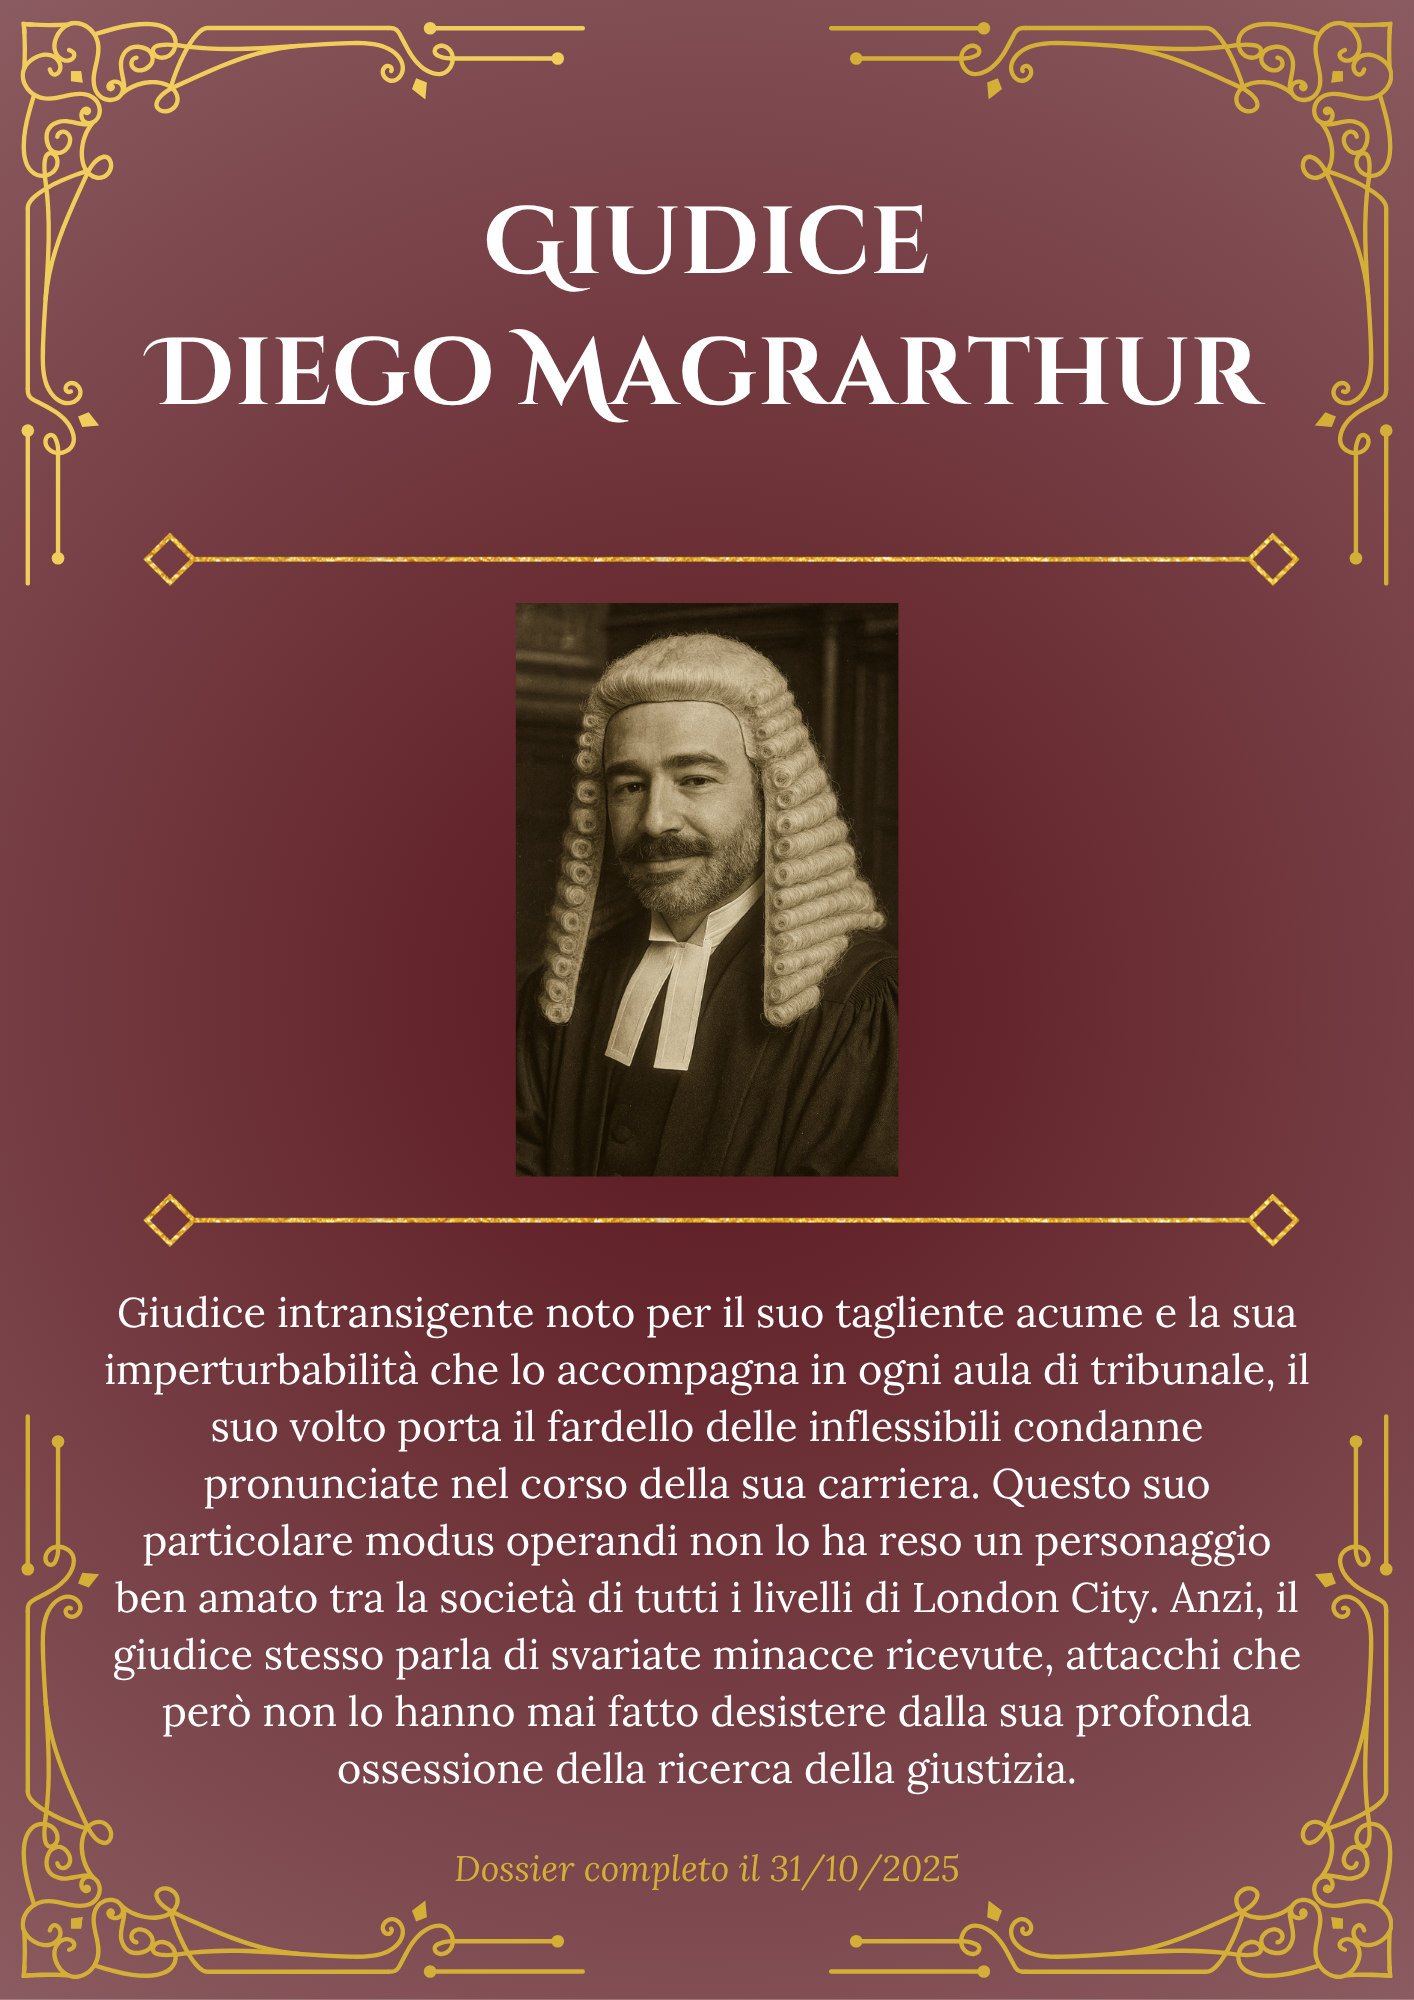 GIUDICE
DIEGO MAGRARTHUR
Giudice intransigente noto per il suo tagliente acume e la sua
imperturbabilità che lo accompagna in ogni aula di tribunale, il
suo volto porta il fardello delle inflessibili condanne
pronunciate nel corso della sua carriera. Questo suo
particolare modus operandi non lo ha reso un personaggio
ben amato tra la società di tutti i livelli di London City. Anzi, il
giudice stesso parla di svariate minacce ricevute, attacchi che
però non lo hanno mai fatto desistere dalla sua profonda
ossessione della ricerca della giustizia.
Dossier completo il 31/10/2025